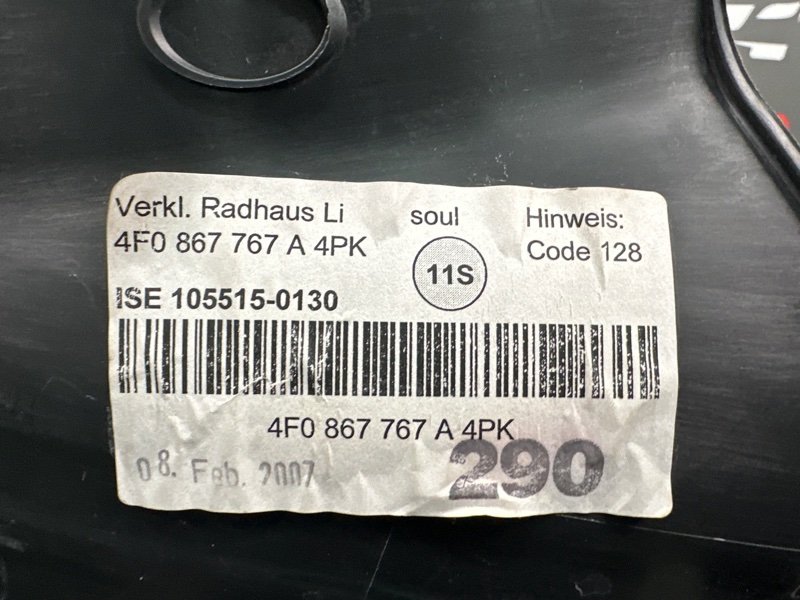 Verkl. Radhaus Li
4F0 867 767 A 4PK
soul
11S
Hinweis:
Code 128
ISE 105515-0130
4F0 867 767 A 4PK
08. Feb. 2007
290